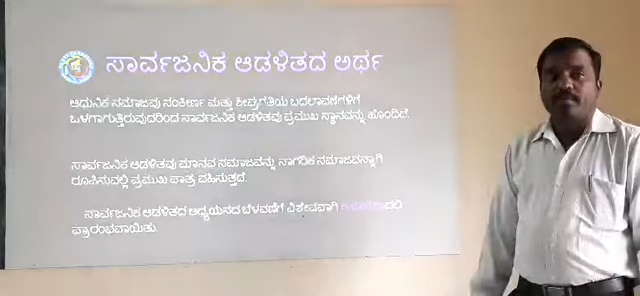 ಸಾರ್ವಜನಿಕ ಆಡಳಿತದ ಅರ್ಥ
ಆಧುನಿಕ ಸಮಾಜವು ಸಂಕೀರ್ಣ ಮತ್ತು ಶೀಘ್ರಗತಿಯ ಬದಲಾವಣೆಗಳಿಗೆ
ಒಳಗಾಗುತ್ತಿರುವುದರಿಂದ ಸಾರ್ವಜನಿಕ ಆಡಳಿತವು ಪ್ರಮುಖ ಸ್ಥಾನವನ್ನು ಹೊಂದಿದೆ.
ಸಾರ್ವಜನಿಕ ಆಡಳಿತವು ಮಾನವ ಸಮಾಜವನ್ನು ನಾಗರಿಕ ಸಮಾಜವನ್ನಾಗಿ
ರೂಪಿಸುವಲ್ಲಿ ಪ್ರಮುಖ ಪಾತ್ರ ವಹಿಸುತ್ತದೆ.
ಸಾರ್ವಜನಿಕ ಆಡಳಿತದ ಅಧ್ಯಯನದ ಬೆಳವಣಿಗೆ ವಿಶೇಷವಾಗಿ
ಪ್ರಾರಂಭವಾಯಿತು.